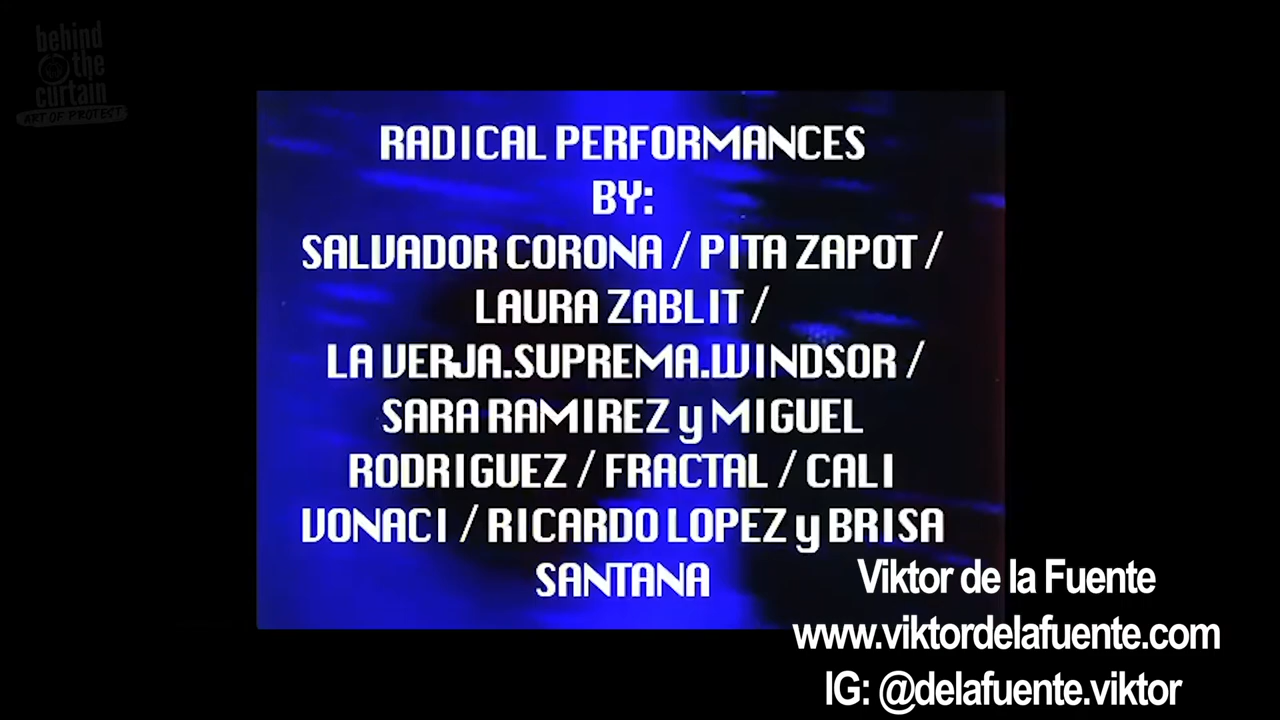 behind
the
curtain
ART OF PROTEST
RADICAL PERFORMANCES
BY:
SALVADOR CORONA / PITA ZAPOT /
LAURA ZABLIT /
LA VERJA.SUPREMA.WINDSOR /
SARA RAMIREZ y MIGUEL
RODRIGUEZ / FRACTAL / CALI
VONACI / RICARDO LOPEZ y BRISA
SANTANA
Viktor de la Fuente
www.viktordelafuente.com
IG: @delafuente.viktor